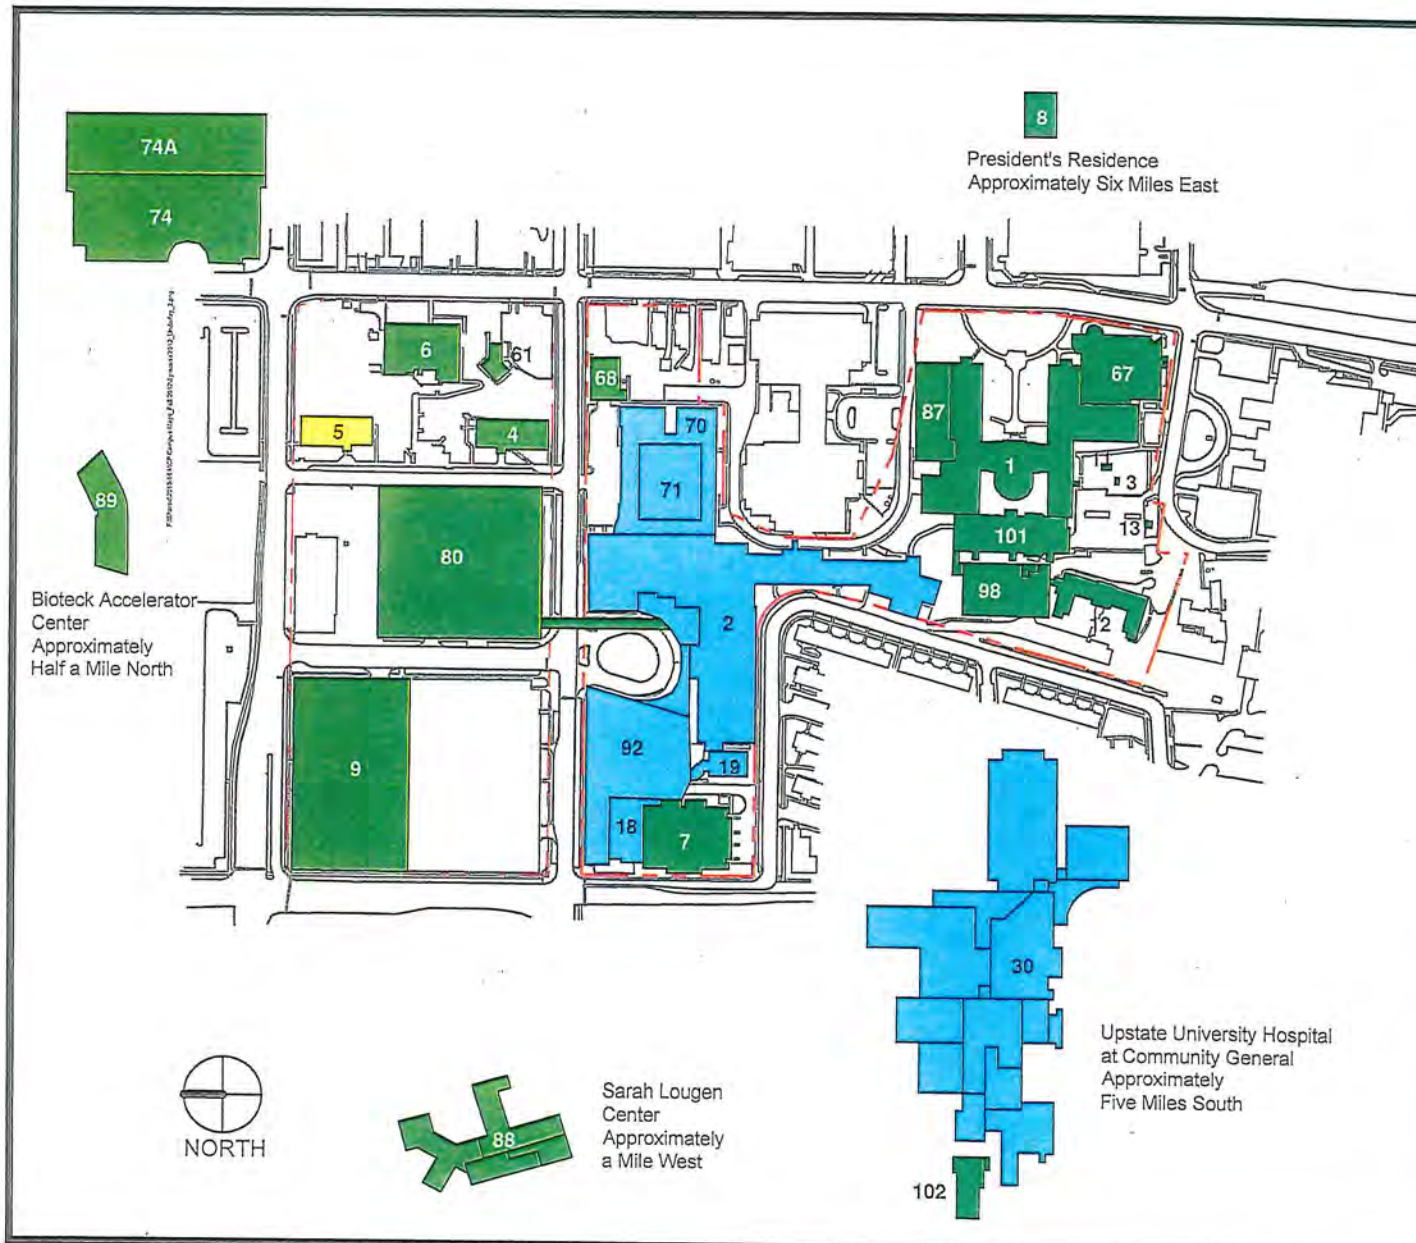 74A
74
8
President's Residence
Approximately Six Miles East
6
61
68
67
5
4
70
87
71
1
3
89
13
80
101
98
2
12
Bioteck Accelerator
Center
Approximately
Half a Mile North
9
92
19
18
7
30
Upstate University Hospital
at Community General
Approximately
Five Miles South
NORTH
88
Sarah Lougen
Center
Approximately
a Mile West
102